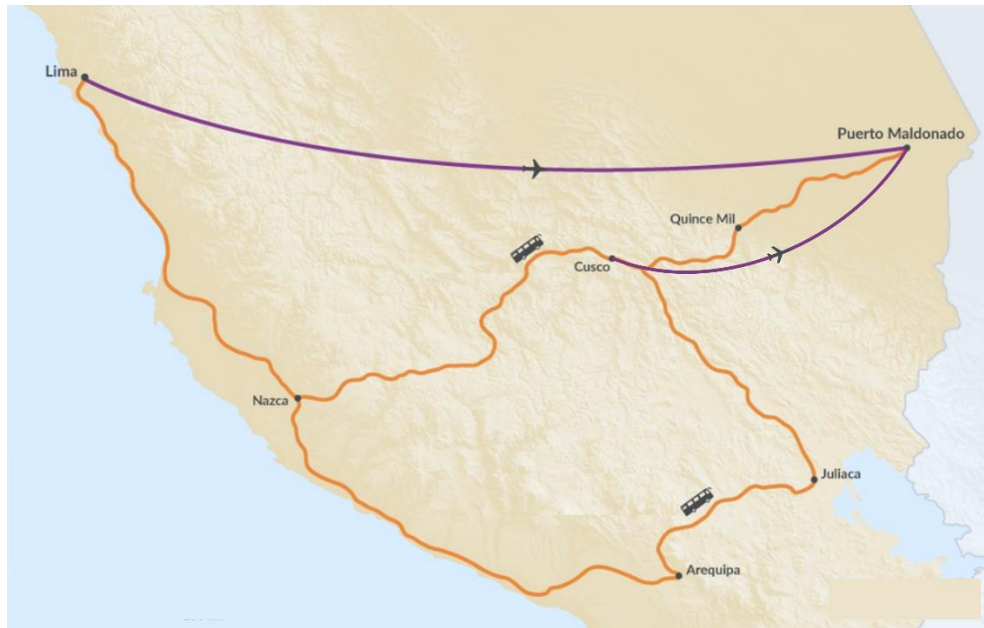 Lima
Puerto Maldonado
Quince Mil
Cusco
Nazca
Juliaca
Arequipa